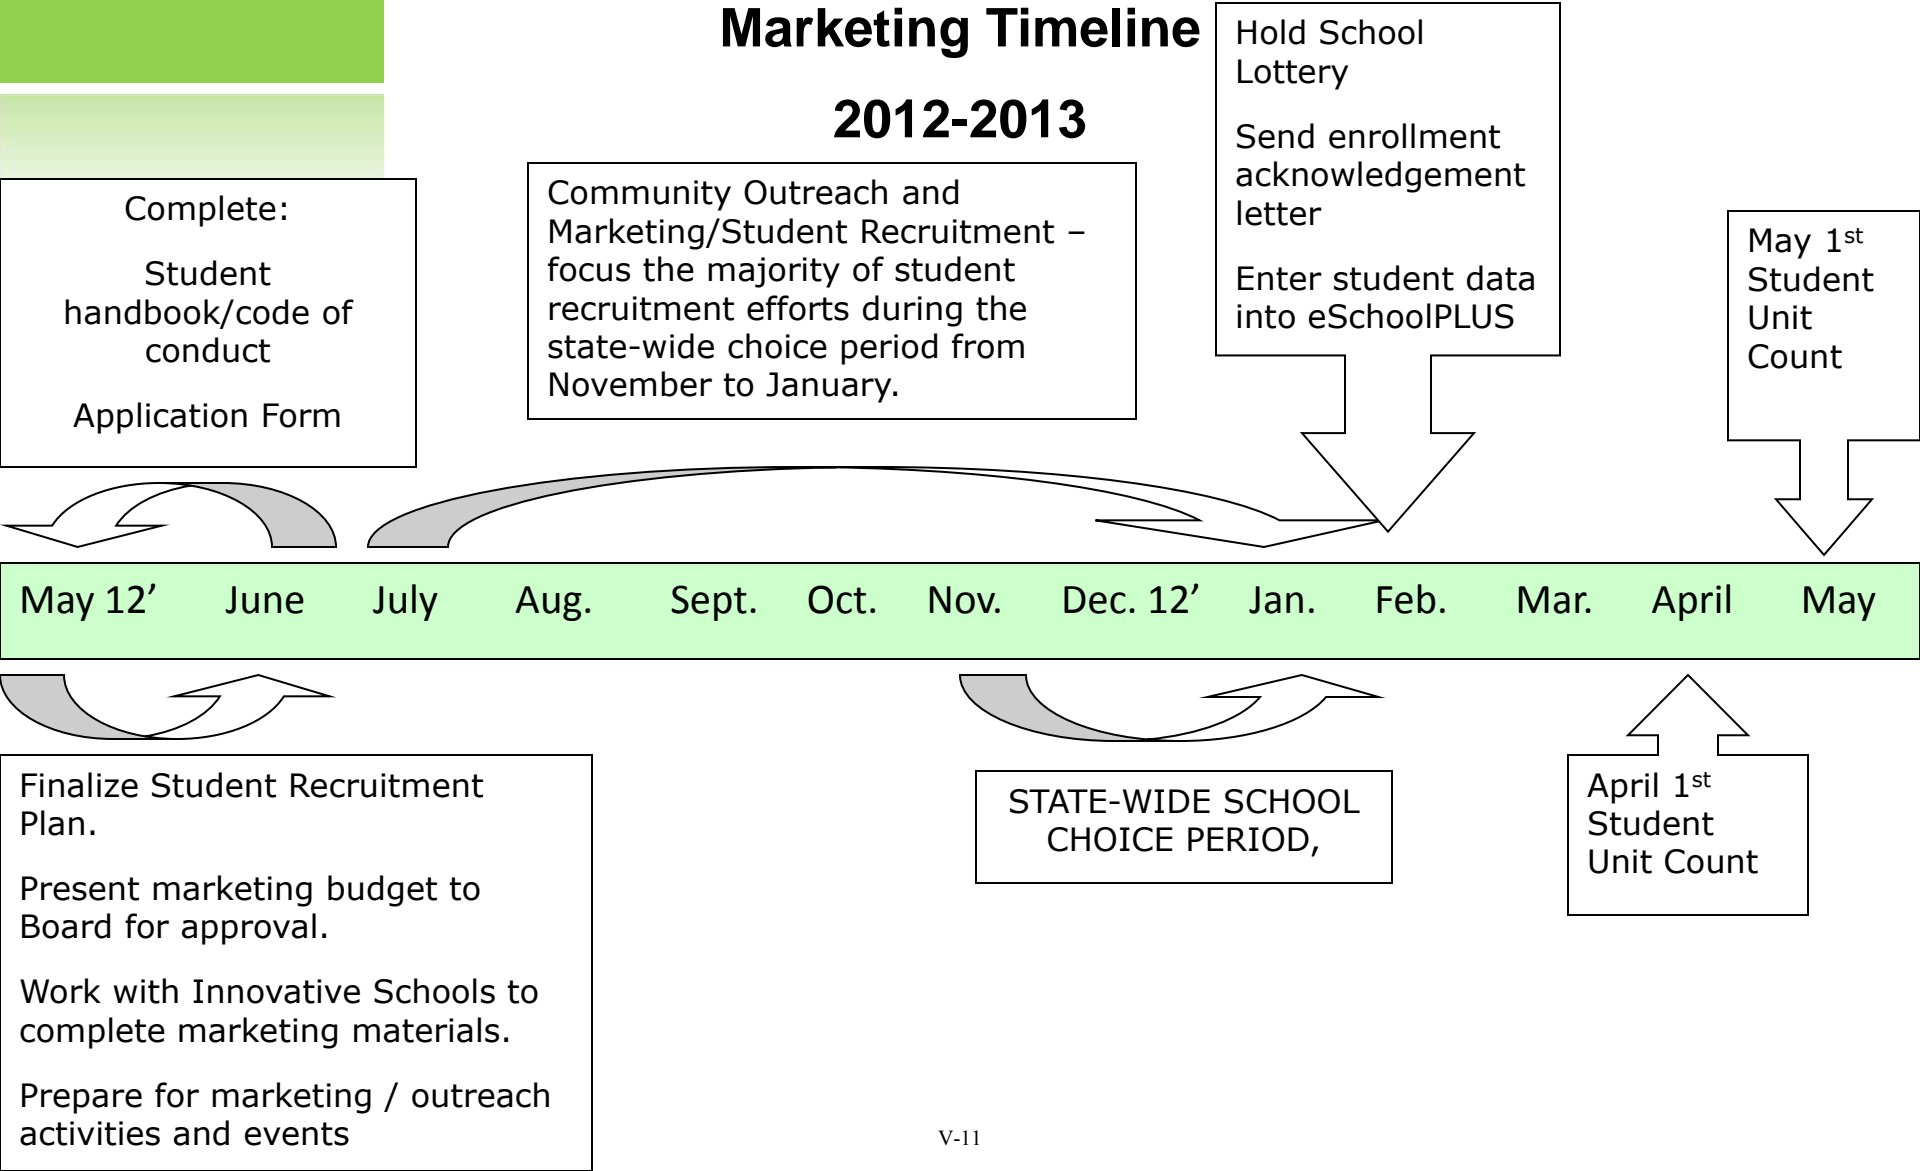 Marketing Timeline
2012-2013
Hold School
Lottery
Send enrollment
acknowledgement
letter
Enter student data
into eSchoolPLUS
Complete:
Student
handbook/code of
conduct
Application Form
Community Outreach and
Marketing/Student Recruitment –
focus the majority of student
recruitment efforts during the
state-wide choice period from
November to January.
May 1st
Student
Unit
Count
May 12’ June July Aug. Sept. Oct. Nov. Dec. 12’ Jan. Feb. Mar. April May
Finalize Student Recruitment
Plan.
Present marketing budget to
Board for approval.
Work with Innovative Schools to
complete marketing materials.
Prepare for marketing / outreach
activities and events
STATE-WIDE SCHOOL
CHOICE PERIOD,
April 1st
Student
Unit Count
V-11